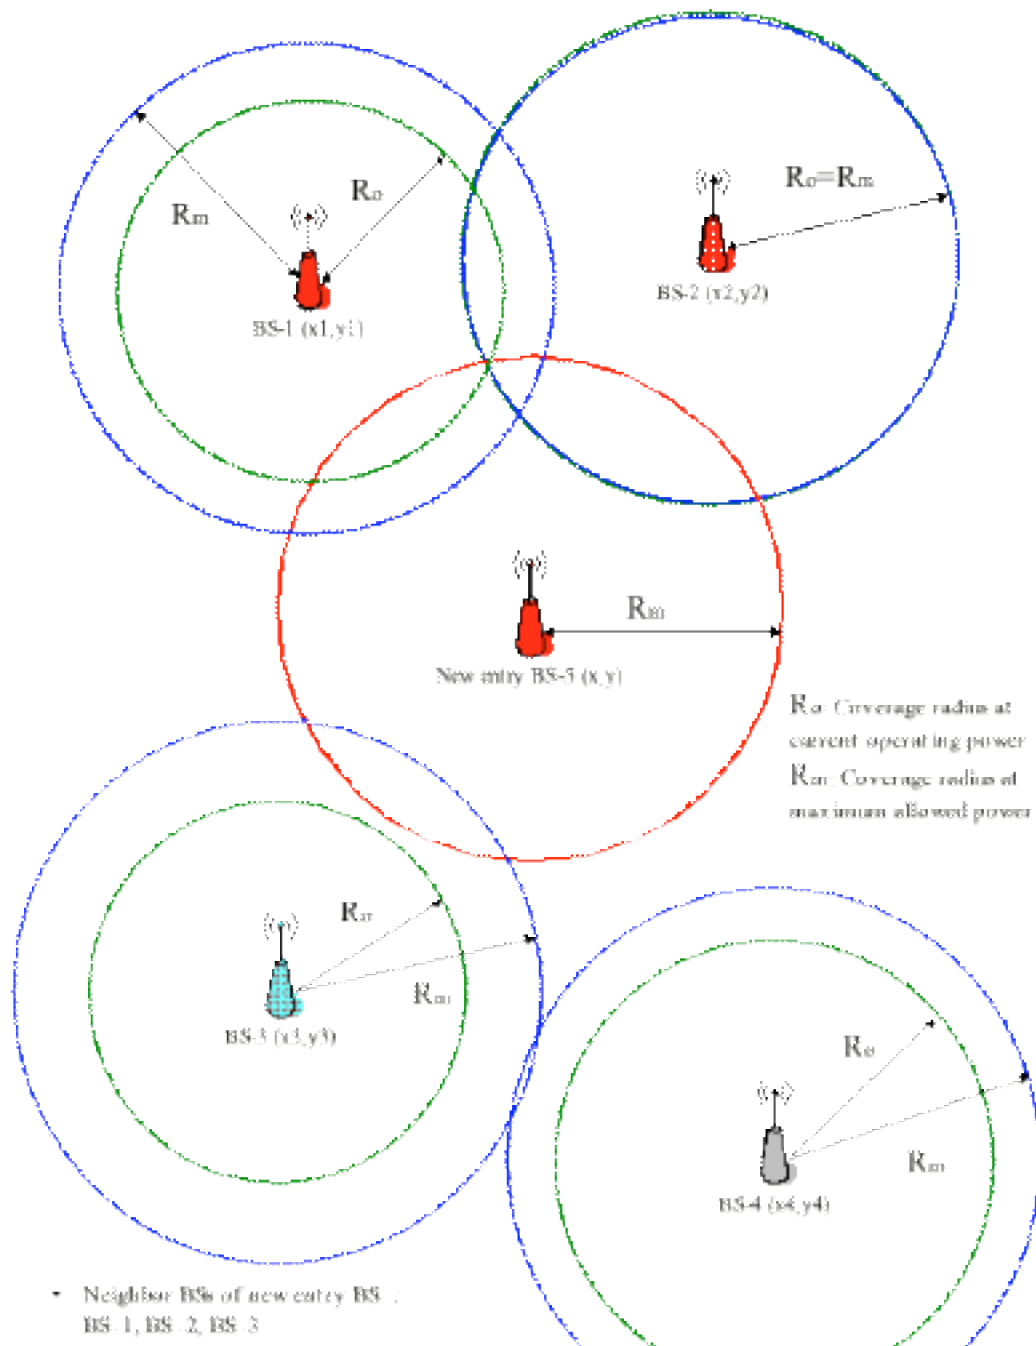 Ro=Rm
Rm
Ro
BS-2 (x2,y2)
BS-1 (x1,y1)
Rm
New entry BS-5 (x,y)
Ro: Coverage radius at
current operating power
Rm: Coverage radius at
maximum allowed power
Ro
Rm
BS-3 (x3,y3)
Ro
Rm
BS-4 (x4,y4)
• Neighbor BSs of new entry BS :
BS-1, BS-2, BS-3